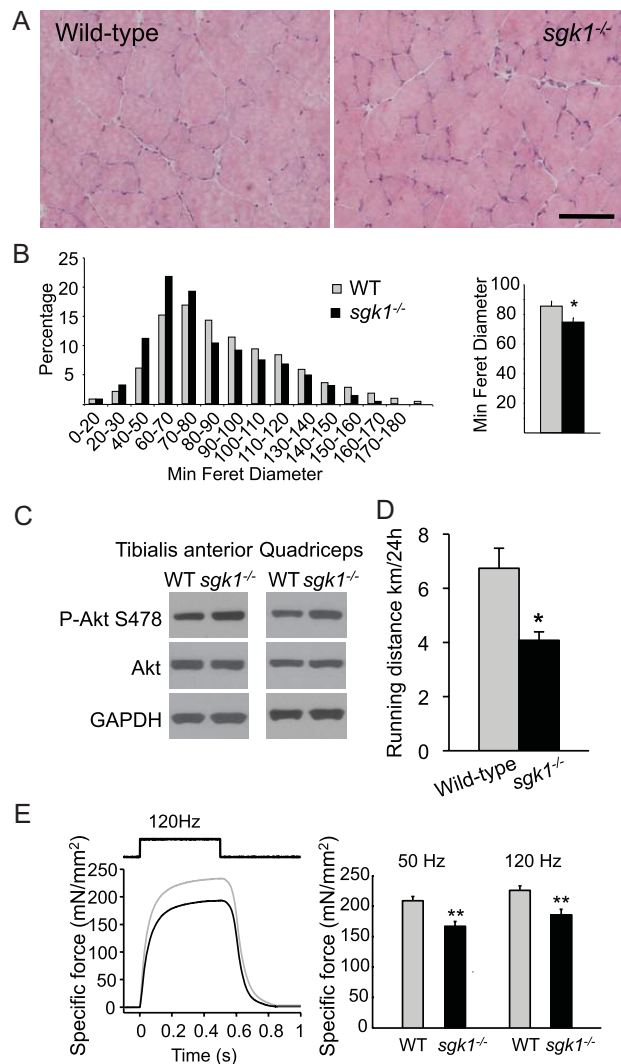 A
Wild-type
sgk1-/-
B
Percentage
25
20
15
10
5
WT
sgk1-/-
0-20
20-30
40-50
60-70
70-80
80-90
90-100
100-110
110-120
130-140
140-150
150-160
160-170
170-180
Min Feret Diameter
Min Feret Diameter
100
80
60
40
20
*
C
Tibialis anterior Quadriceps
WT sgk1-/- WT sgk1-/-
P-Akt S478
Akt
GAPDH
D
Running distance km/24h
8
6
4
2
0
*
Wild-type
sgk1-/-
E
120Hz
Specific force (mN/mm²)
250
200
150
100
50
0
0 0.2 0.4 0.6 0.8 1
Time (s)
Specific force (mN/mm²)
250
200
150
100
50
0
50 Hz 120 Hz
** **
WT sgk1-/- WT sgk1-/-